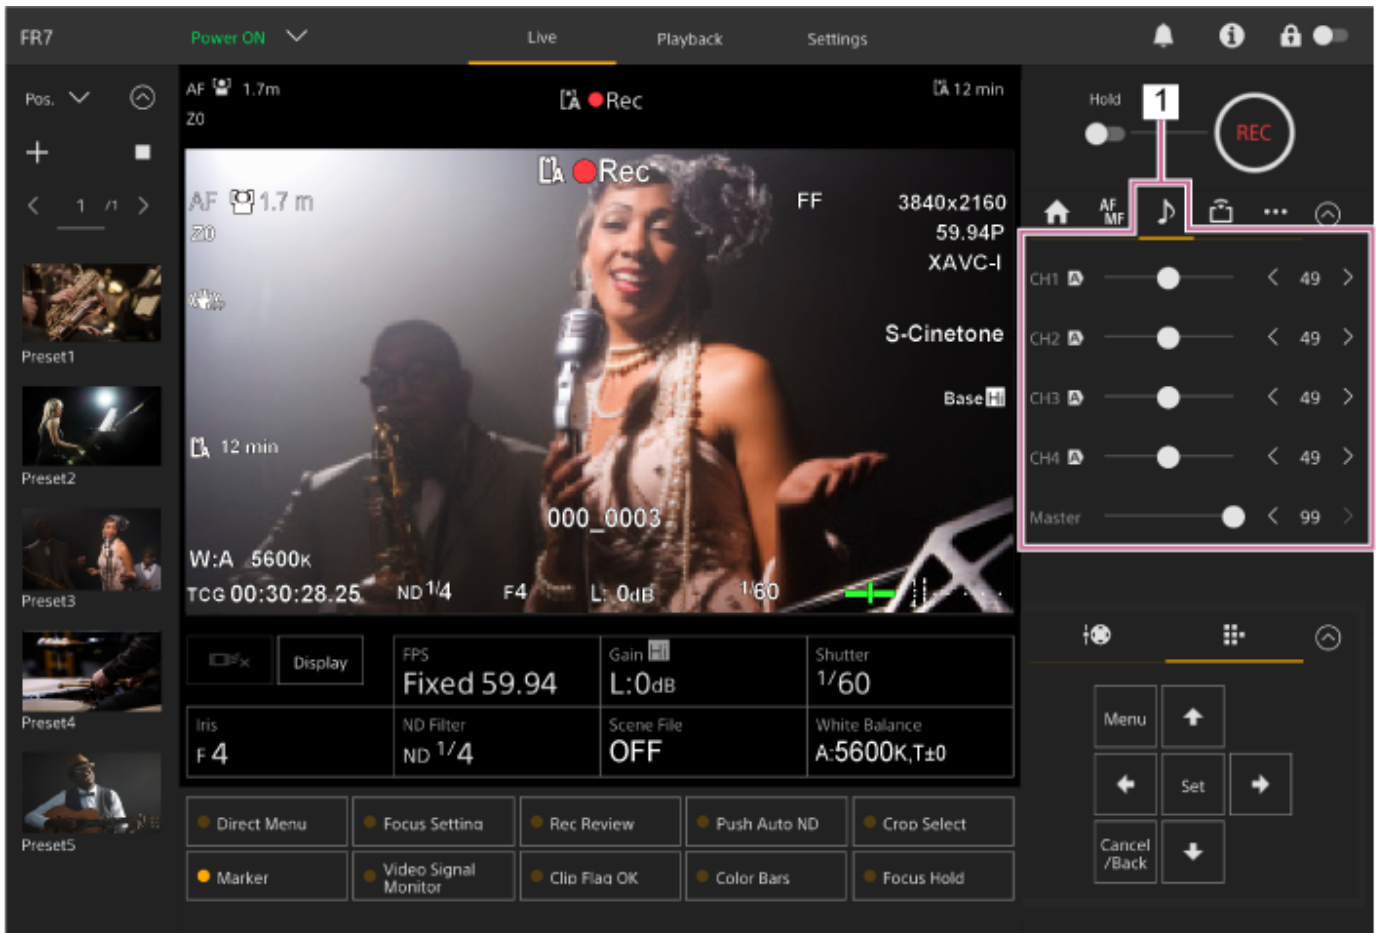 FR7
Power ON
Live
Playback
Settings
Pos.
1 /1
Preset1
Preset2
Preset3
Preset4
Preset5
AF 1.7m
Z0
A Rec
A 12 min
A Rec
AF 1.7 m
Z0
FF
3840x2160
59.94P
XAVC-I
S-Cinetone
Base Hi
A 12 min
000_0003
W:A 5600K
TCG 00:30:28.25 ND 1/4 F4 L: 0dB 1/60
Display
FPS
Fixed 59.94
Gain Hi
L:0dB
Shutter
1/60
Iris
F 4
ND Filter
ND 1/4
Scene File
OFF
White Balance
A:5600K,T±0
Direct Menu
Focus Setting
Rec Review
Push Auto ND
Crop Select
Marker
Video Signal
Monitor
Clip Flag OK
Color Bars
Focus Hold
Hold
1
REC
AF
MF
CH1 A 49
CH2 A 49
CH3 A 49
CH4 A 49
Master 99
Menu
Set
Cancel
/Back